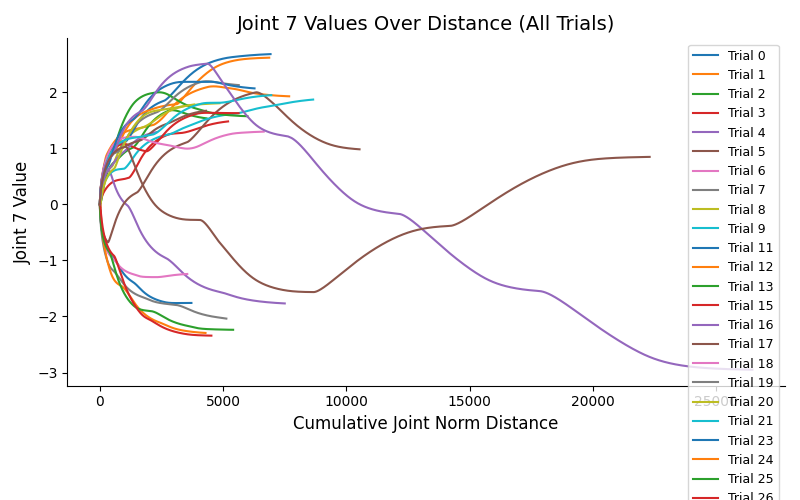 Joint 7 Values Over Distance (All Trials)
Joint 7 Value
2
1
0
−1
−2
−3
0
5000
10000
15000
20000
25000
Cumulative Joint Norm Distance
Trial 0
Trial 1
Trial 2
Trial 3
Trial 4
Trial 5
Trial 6
Trial 7
Trial 8
Trial 9
Trial 11
Trial 12
Trial 13
Trial 15
Trial 16
Trial 17
Trial 18
Trial 19
Trial 20
Trial 21
Trial 23
Trial 24
Trial 25
Trial 26